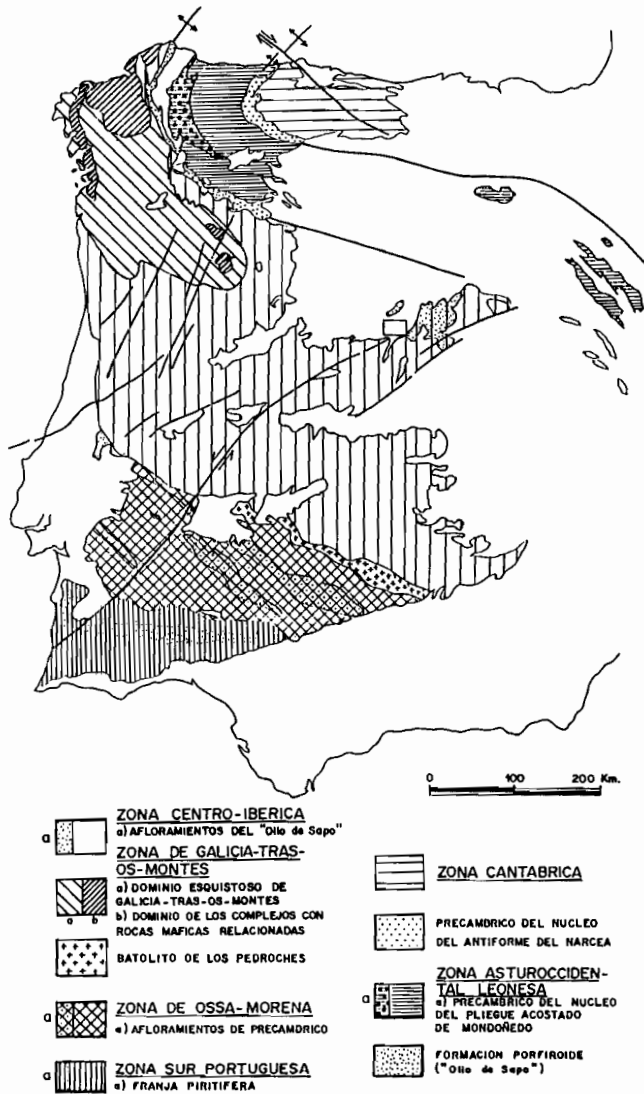 0 100 200 Km.
a ZONA CENTRO-IBERICA
a) AFLORAMIENTOS DEL "Ollo de Sapo"
ZONA DE GALICIA-TRAS-
OS-MONTES
a) DOMINIO ESQUISTOSO DE
GALICIA-TRAS-OS-MONTES
a b
b) DOMINIO DE LOS COMPLEJOS CON
ROCAS MAFICAS RELACIONADAS
BATOLITO DE LOS PEDROCHES
a ZONA DE OSSA-MORENA
a) AFLORAMIENTOS DE PRECAMDRICO
a ZONA SUR PORTUGUESA
a) FRANJA PIRITIFERA
ZONA CANTABRICA
PRECAMBRICO DEL NUCLEO
DEL ANTIFORME DEL NARCEA
ZONA ASTUROCCIDEN-
TAL LEONESA
a a) PRECAMBRICO DEL NUCLEO
DEL PLIEGUE ACOSTADO
DE MONDOÑEDO
FORMACION PORFIROIDE
("Ollo de Sapo")